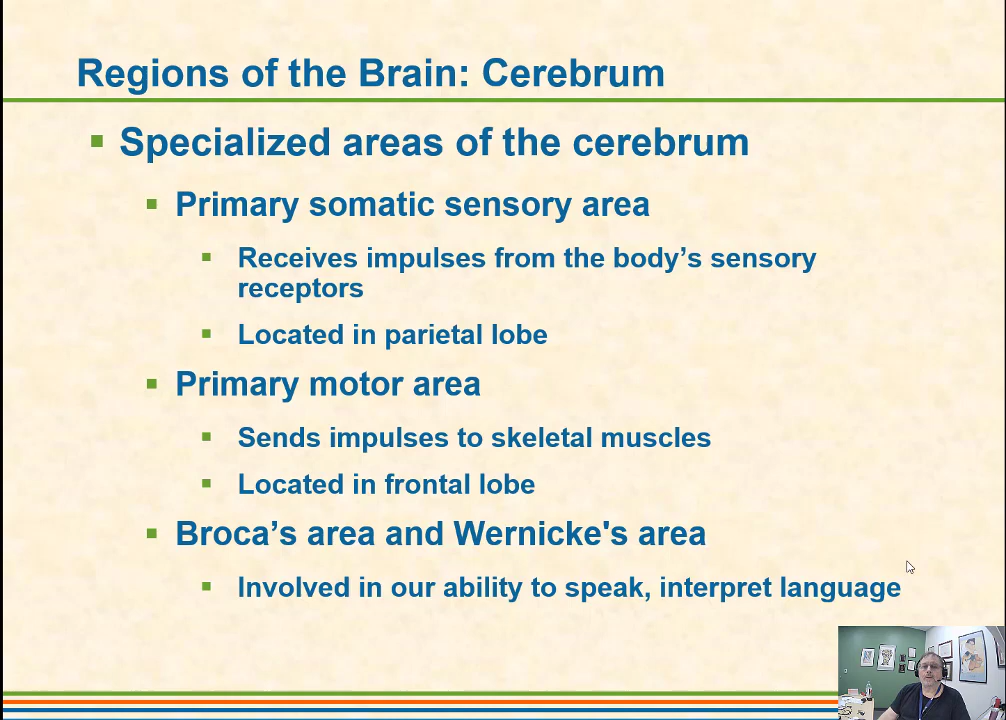 Regions of the Brain: Cerebrum
Specialized areas of the cerebrum
Primary somatic sensory area
Receives impulses from the body’s sensory
receptors
Located in parietal lobe
Primary motor area
Sends impulses to skeletal muscles
Located in frontal lobe
Broca’s area and Wernicke's area
Involved in our ability to speak, interpret language